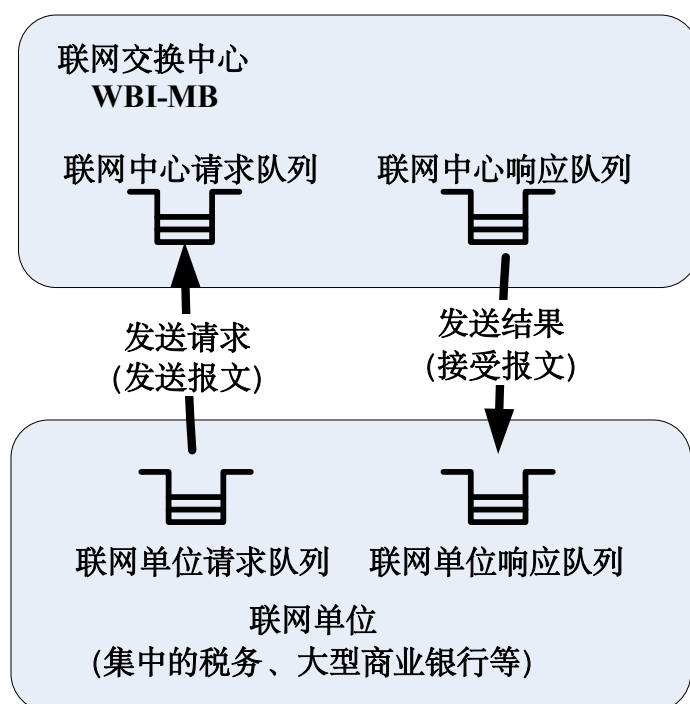 联网交换中心
WBI-MB
联网中心请求队列
联网中心响应队列
发送请求
(发送报文)
发送结果
(接受报文)
联网单位请求队列
联网单位响应队列
联网单位
(集中的税务、大型商业银行等)